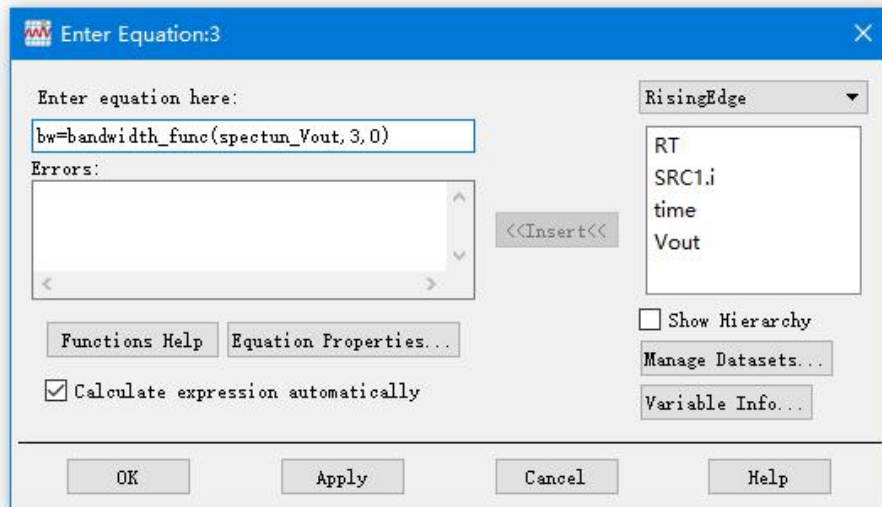 Enter Equation:3
Enter equation here:
bw=bandwidth_func(spectun_Vout,3,0)
Errors:
<<Insert<<
RisingEdge
RT
SRC1.i
time
Vout
Show Hierarchy
Functions Help
Equation Properties...
Manage Datasets...
Calculate expression automatically
Variable Info...
OK
Apply
Cancel
Help